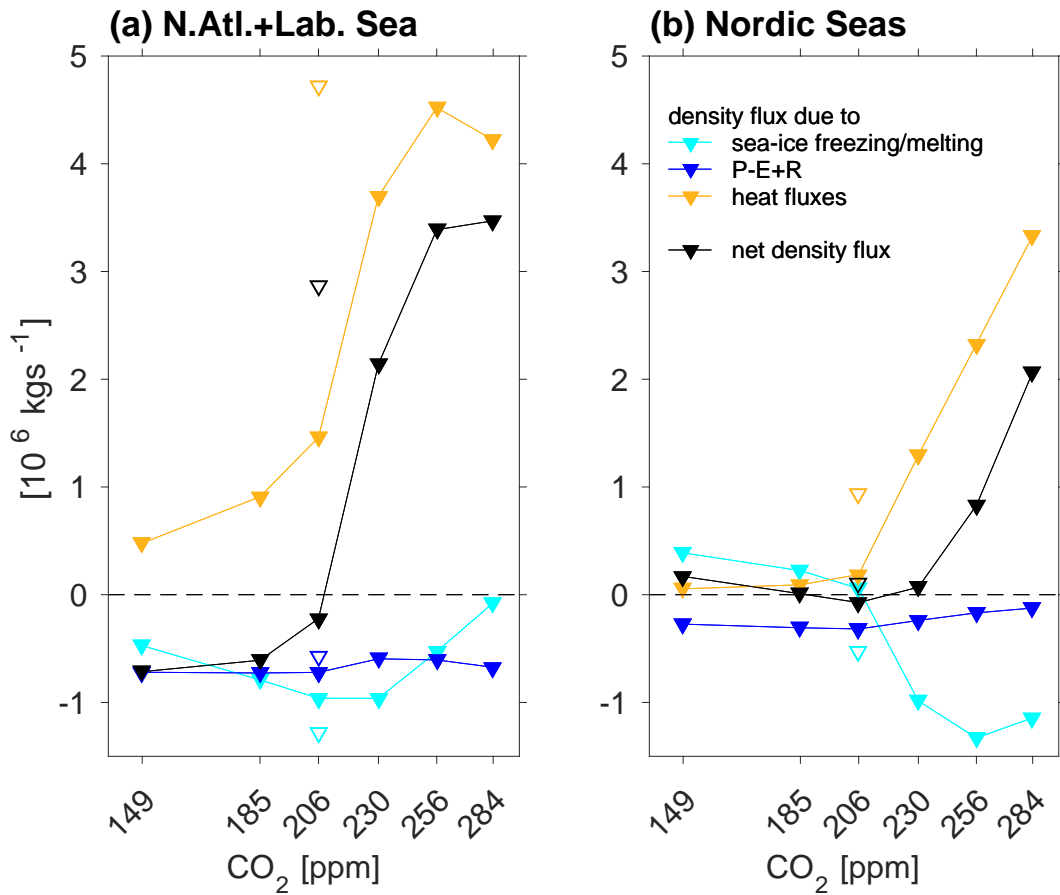 (a) N.Atl.+Lab. Sea
5
4
3
2
1
0
-1
[10 6 kgs -1]
149
185
206
230
256
284
CO2 [ppm]
(b) Nordic Seas
5
4
3
2
1
0
-1
density flux due to
sea-ice freezing/melting
P-E+R
heat fluxes
net density flux
149
185
206
230
256
284
CO2 [ppm]